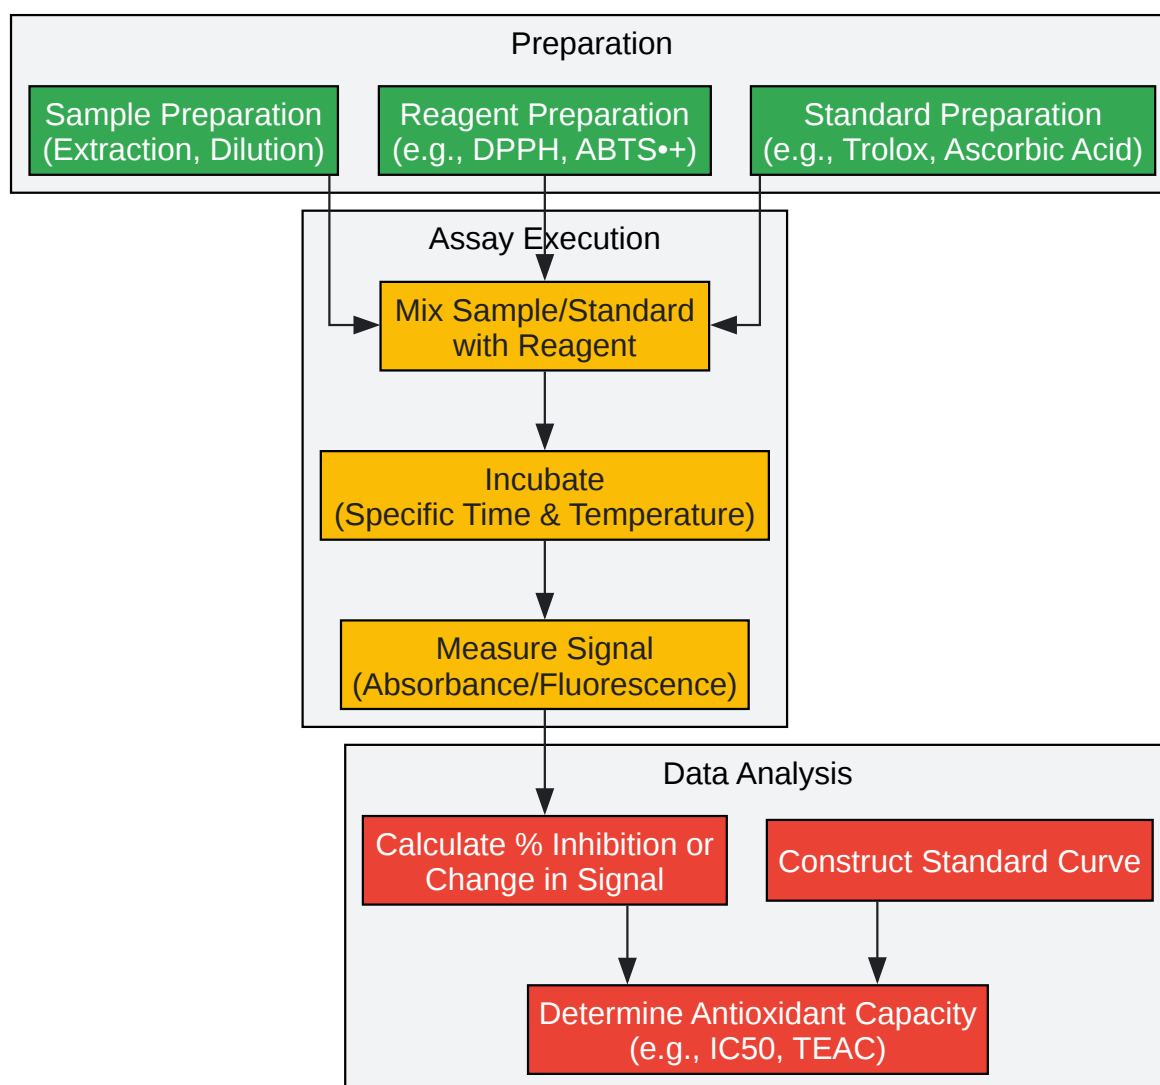 Preparation
Sample Preparation
(Extraction, Dilution)
Reagent Preparation
(e.g., DPPH, ABTS•+)
Standard Preparation
(e.g., Trolox, Ascorbic Acid)
Assay Execution
Mix Sample/Standard
with Reagent
Incubate
(Specific Time & Temperature)
Measure Signal
(Absorbance/Fluorescence)
Data Analysis
Calculate % Inhibition or
Change in Signal
Construct Standard Curve
Determine Antioxidant Capacity
(e.g., IC50, TEAC)